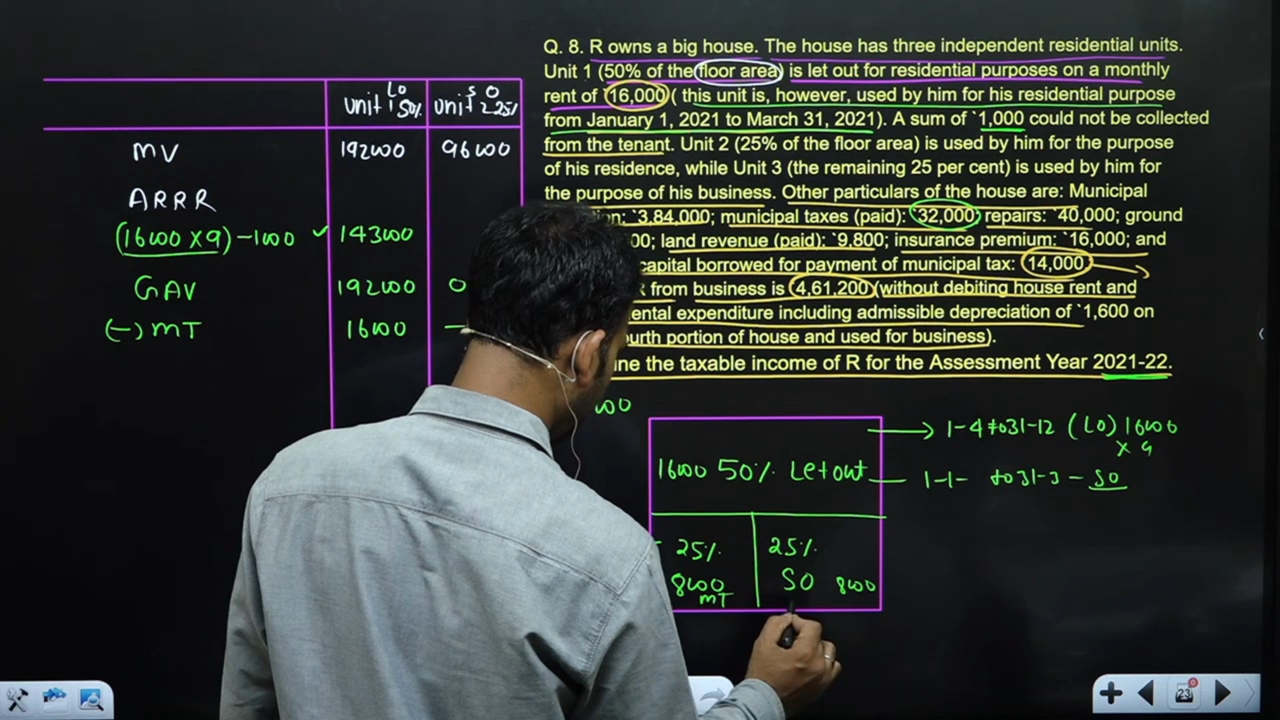 Q. 8. R owns a big house. The house has three independent residential units.
Unit 1 (50% of the floor area) is let out for residential purposes on a monthly
rent of `16,000 ( this unit is, however, used by him for his residential purpose
from January 1, 2021 to March 31, 2021). A sum of `1,000 could not be collected
from the tenant. Unit 2 (25% of the floor area) is used by him for the purpose
of his residence, while Unit 3 (the remaining 25 per cent) is used by him for
the purpose of his business. Other particulars of the house are: Municipal
3,84,000; municipal taxes (paid): `32,000; repairs: `40,000; ground
land revenue (paid): `9,800; insurance premium: `16,000; and
capital borrowed for payment of municipal tax: 14,000
from business is `4,61,200 (without debiting house rent and
expenditure including admissible depreciation of `1,600 on
portion of house and used for business).
the taxable income of R for the Assessment Year 2021-22.
LO S O
Unit 1 50% Unit 2 25%
MV 192000 96000
ARRR
(16000 x 9) - 1000 143000
GAV 192000 0
(-) MT 16000 -
1-4 to 31-12 (LO) 16000
x 9
16000 50% Let out 1-1- to 31-3 - SO
25% 25%
8000 SO 8000
MT
23